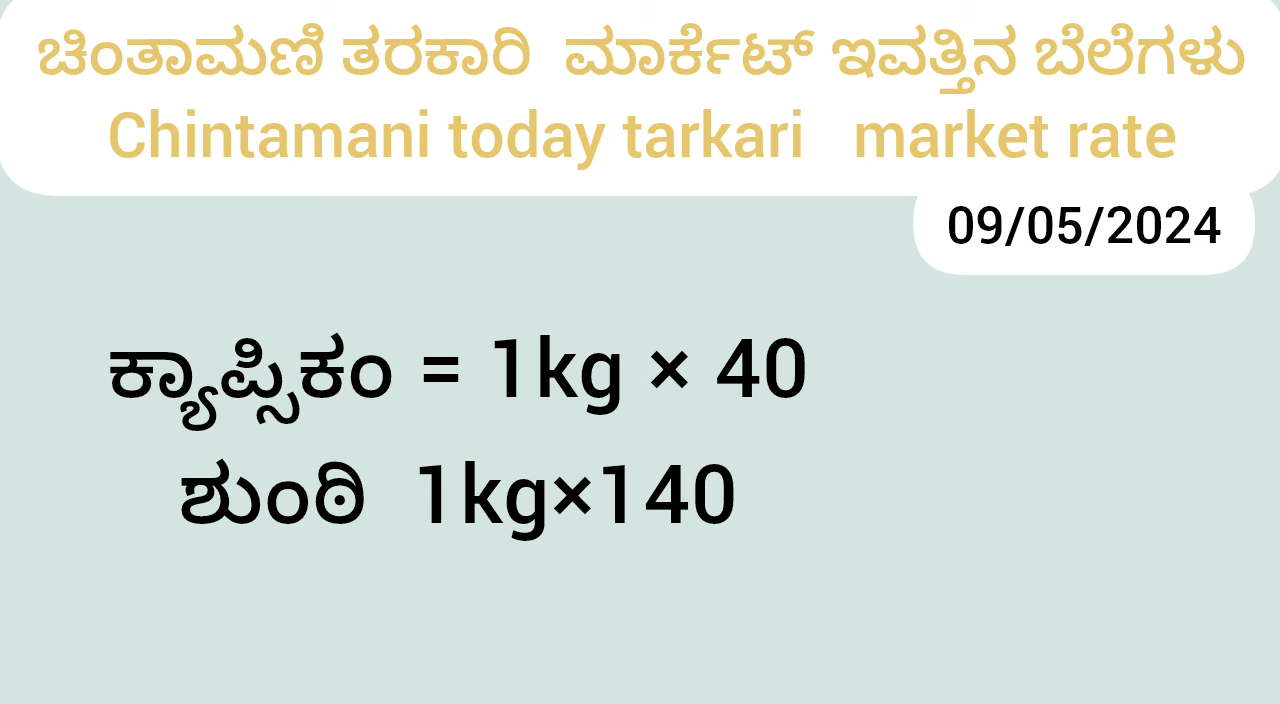 ಚಿಂತಾಮಣಿ ತರಕಾರಿ ಮಾರ್ಕೆಟ್ ಇವತ್ತಿನ ಬೆಲೆಗಳು
Chintamani today tarkari market rate
09/05/2024
ಕ್ಯಾಪ್ಸಿಕಂ = 1kg × 40
ಶುಂಠಿ 1kg×140